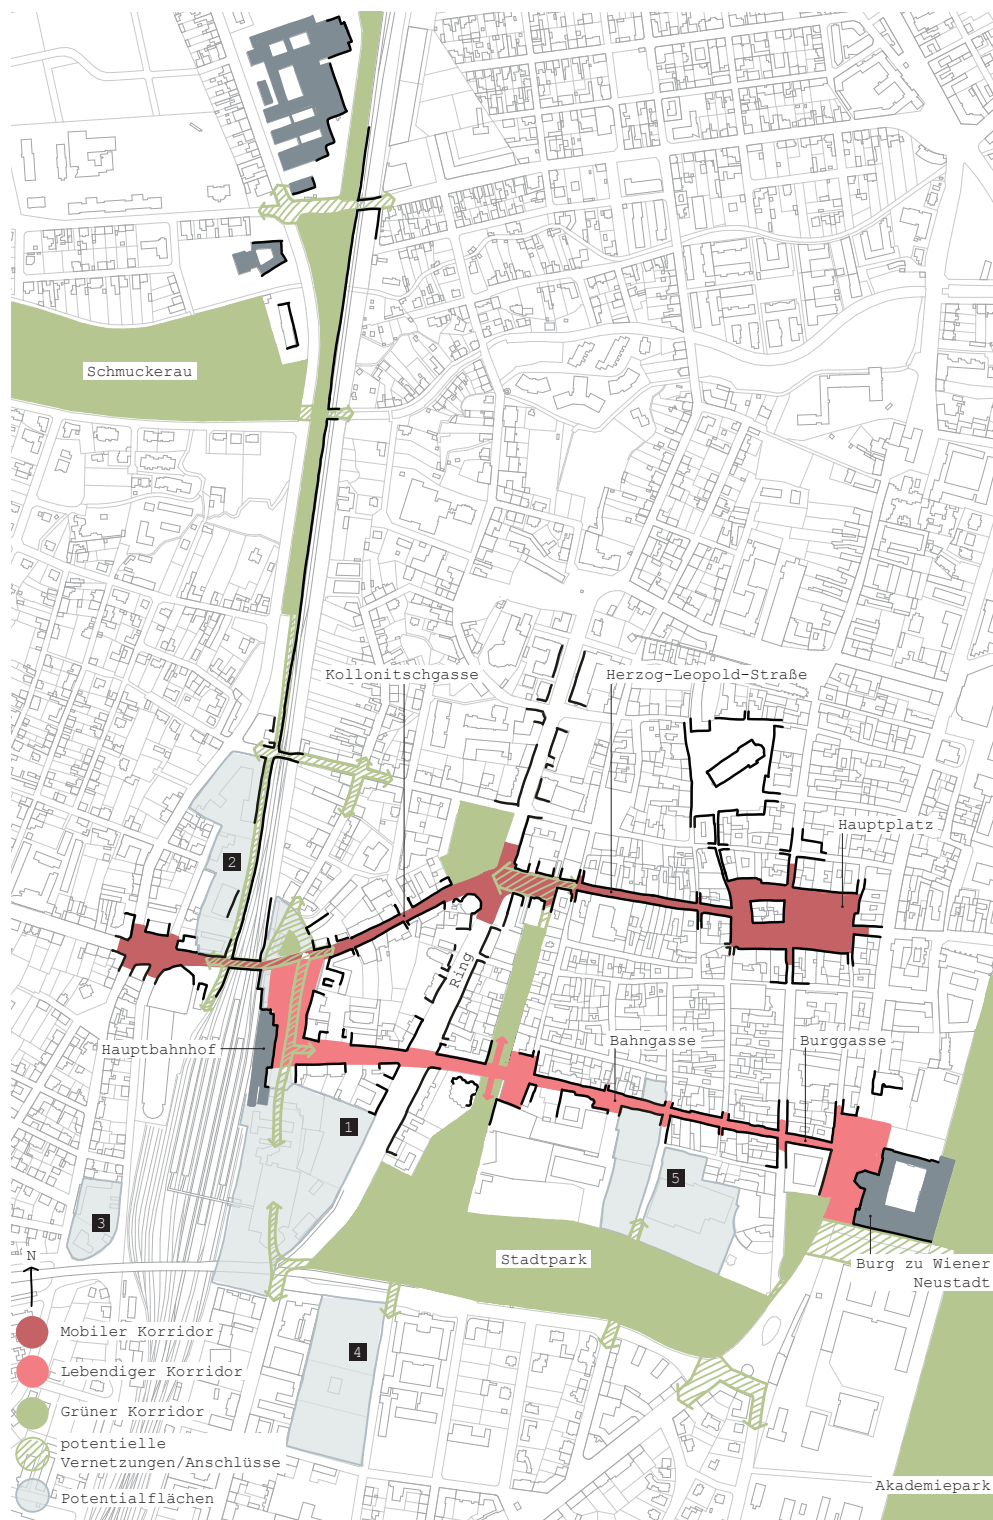 Schmuckerau
Kollonitschgasse
Herzog-Leopold-Straße
Hauptplatz
2
Ring
Hauptbahnhof
Bahngasse
Burggasse
1
5
3
N
Stadtpark
Burg zu Wiener
Neustadt
4
Mobiler Korridor
Lebendiger Korridor
Grüner Korridor
potentielle
Vernetzungen/Anschlüsse
Potentialflächen
Akademiepark